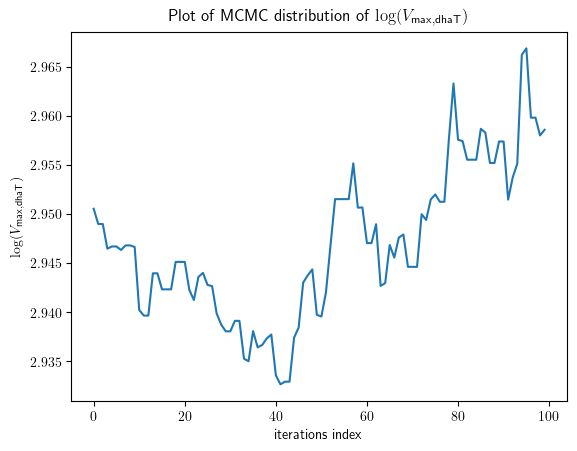 Plot of MCMC distribution of log(V_max,dhaT)
2.965
2.960
2.955
2.950
2.945
2.940
2.935
log(V_max,dhaT)
0 20 40 60 80 100
iterations index